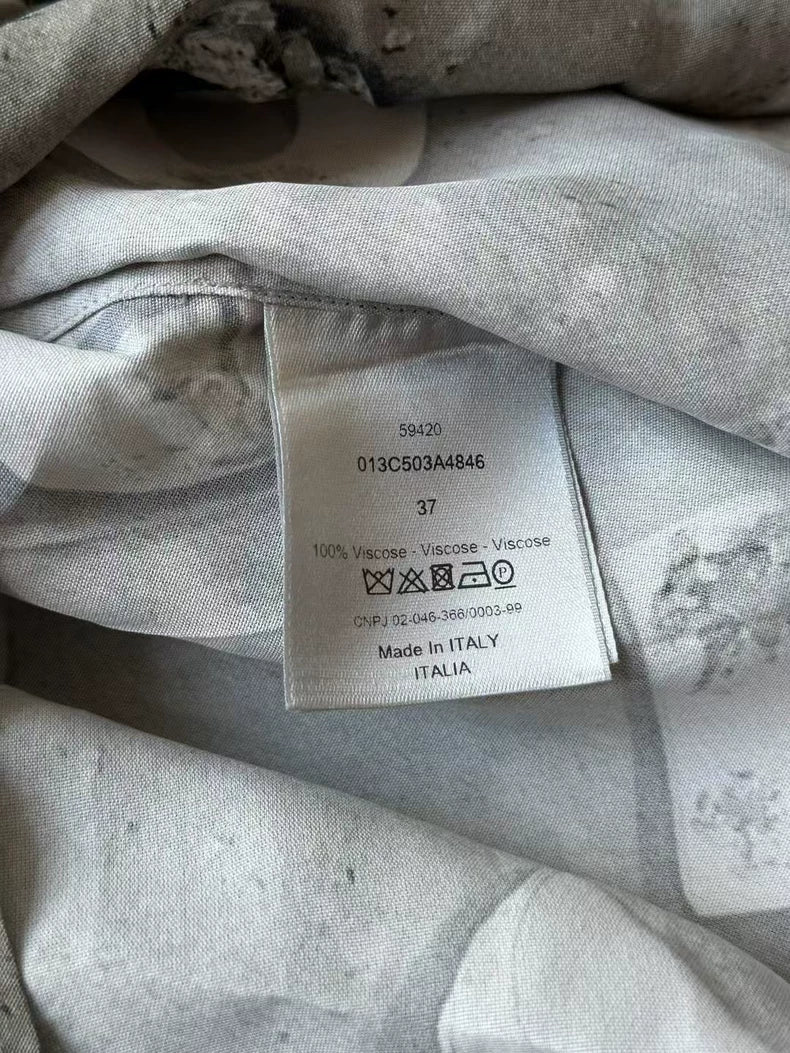 59420
013C503A4846
37
100% Viscose - Viscose - Viscose
P
CNPJ 02-046-366/0003-99
Made In ITALY
ITALIA